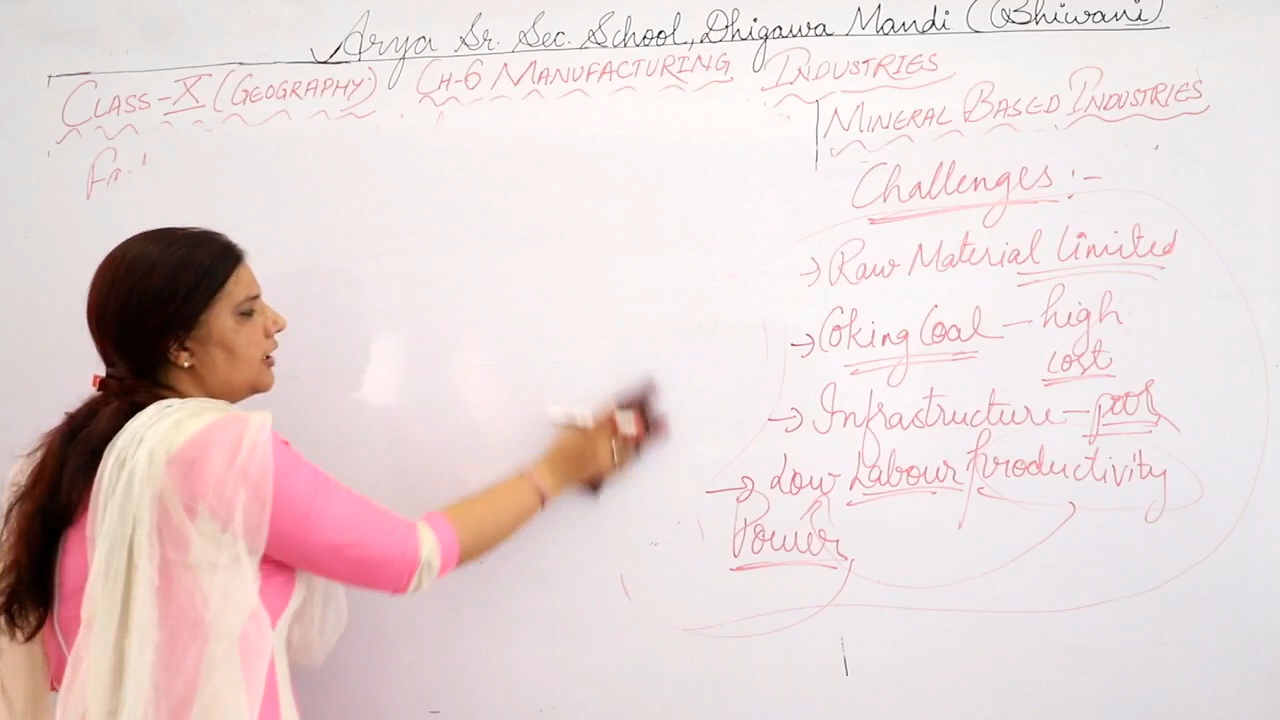 Arya Sr. Sec. School, Dhigawa Mandi (Bhiwani)
CLASS-X (GEOGRAPHY) CH-6 MANUFACTURING INDUSTRIES
MINERAL BASED INDUSTRIES
Challenges :-
→ Raw Material limited
→ Coking Coal - high
cost
→ Infrastructure - poor
→ Low Labour Productivity
Power